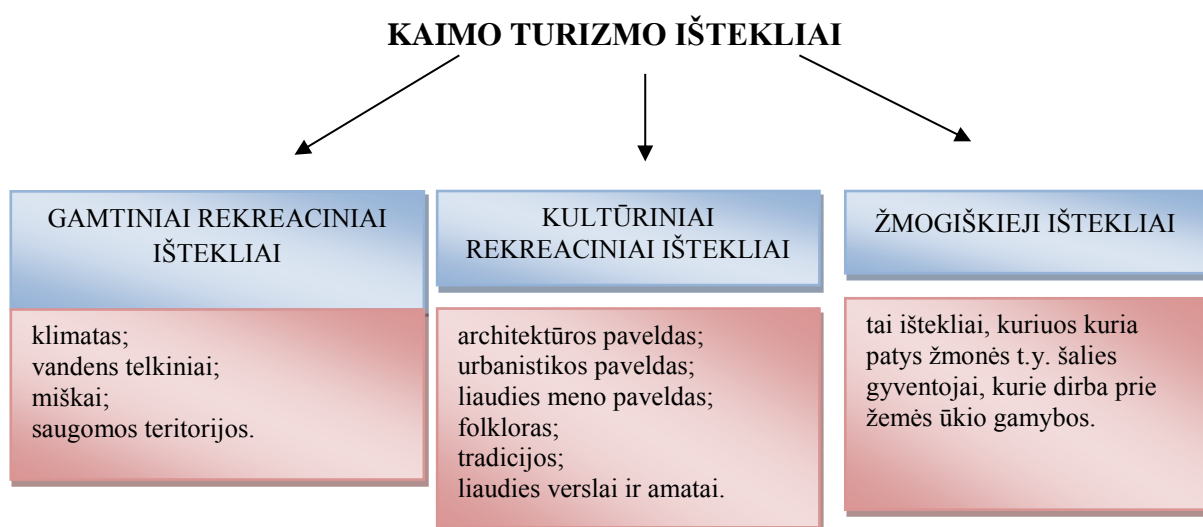 KAIMO TURIZMO IŠTEKLIAI
GAMTINIAI REKREACINIAI
IŠTEKLIAI
klimatas;
vandens telkiniai;
miškai;
saugomos teritorijos.
KULTŪRINIAI
REKREACINIAI IŠTEKLIAI
architektūros paveldas;
urbanistikos paveldas;
liaudies meno paveldas;
folkloras;
tradicijos;
liaudies verslai ir amatai.
ŽMOGIŠKIEJI IŠTEKLIAI
tai ištekliai, kuriuos kuria
patys žmonės t.y. šalies
gyventojai, kurie dirba prie
žemės ūkio gamybos.